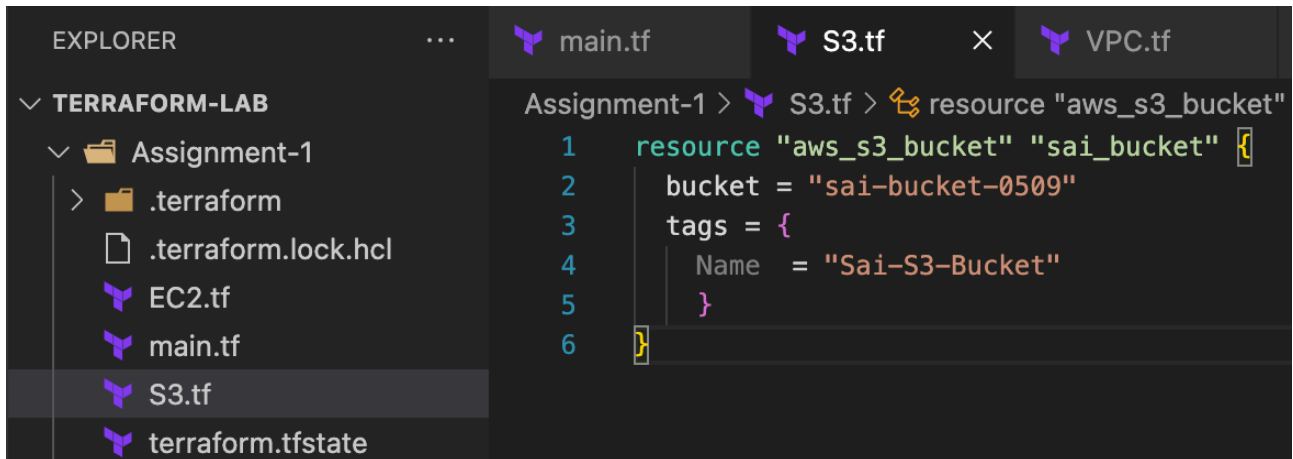 EXPLORER ...
TERRAFORM-LAB
Assignment-1
.terraform
.terraform.lock.hcl
EC2.tf
main.tf
S3.tf
terraform.tfstate
main.tf S3.tf VPC.tf
Assignment-1 > S3.tf > resource "aws_s3_bucket"
1 resource "aws_s3_bucket" "sai_bucket" {
2 bucket = "sai-bucket-0509"
3 tags = {
4 Name  = "Sai-S3-Bucket"
5 }
6 }